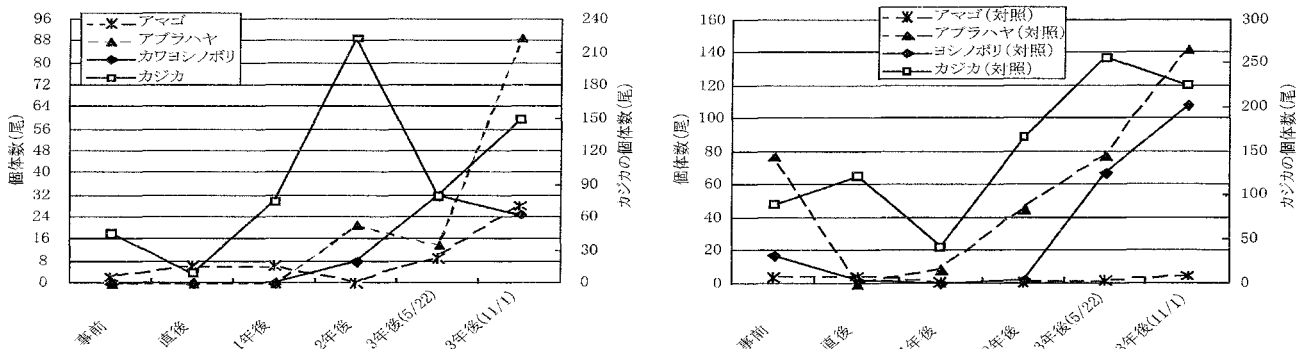 アマゴ
アブラハヤ
カワヨシノボリ
カジカ
個体数(尾)
96
88
80
72
64
56
48
40
32
24
16
8
0
カジカの個体数(尾)
240
210
180
150
120
90
60
30
0
事前
直後
1年後
2年後
3年後(5/22)
3年後(11/1)
アマゴ(対照)
アブラハヤ(対照)
ヨシノボリ(対照)
カジカ(対照)
個体数(尾)
160
140
120
100
80
60
40
20
0
カジカの個体数(尾)
300
250
200
150
100
50
0
事前
直後
年後
年後
3年後(5/22)
3年後(11/1)